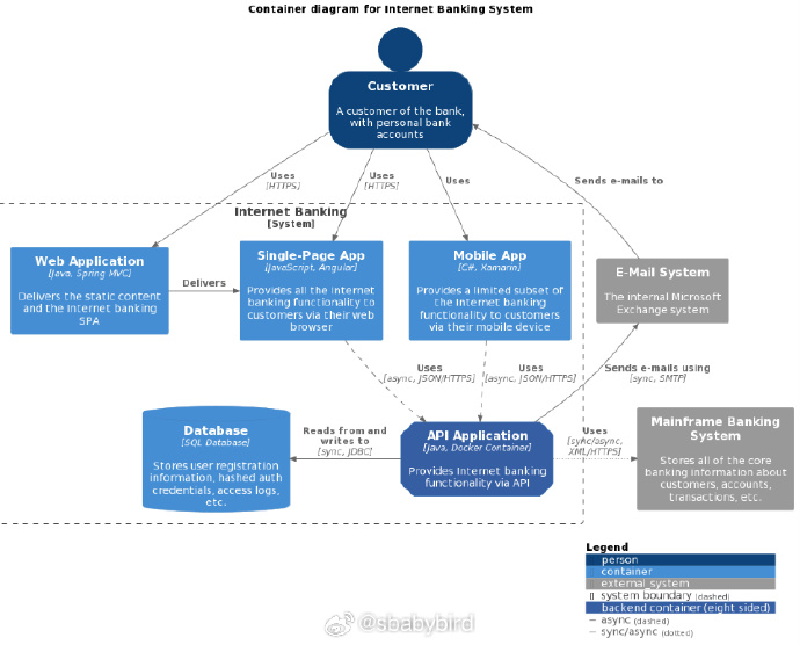 Container diagram for Internet Banking System
Customer
A customer of the bank,
with personal bank
accounts
Uses
[HTTPS]
Uses
[HTTPS]
Uses
Sends e-mails to
Internet Banking
[System]
Web Application
[Java, Spring MVC]
Delivers the static content
and the Internet banking
SPA
Delivers
Single-Page App
[JavaScript, Angular]
Provides all the Internet
banking functionality to
customers via their web
browser
Mobile App
[C#, Xamarin]
Provides a limited subset of
the Internet banking
functionality to customers
via their mobile device
E-Mail System
The internal Microsoft
Exchange system
Uses
[async, JSON/HTTPS]
Uses
[async, JSON/HTTPS]
Sends e-mails using
[sync, SMTP]
Database
[SQL Database]
Stores user registration
information, hashed auth
credentials, access logs,
etc.
Reads from and
writes to
[sync, JDBC]
API Application
[Java, Docker Container]
Provides Internet banking
functionality via API
Uses
[sync/async,
XML/HTTPS]
Mainframe Banking
System
Stores all of the core
banking information about
customers, accounts,
transactions, etc.
Legend
person
container
external_system
system boundary (dashed)
backend container (eight sided)
async (dashed)
sync/async (dotted)
@sbabybird